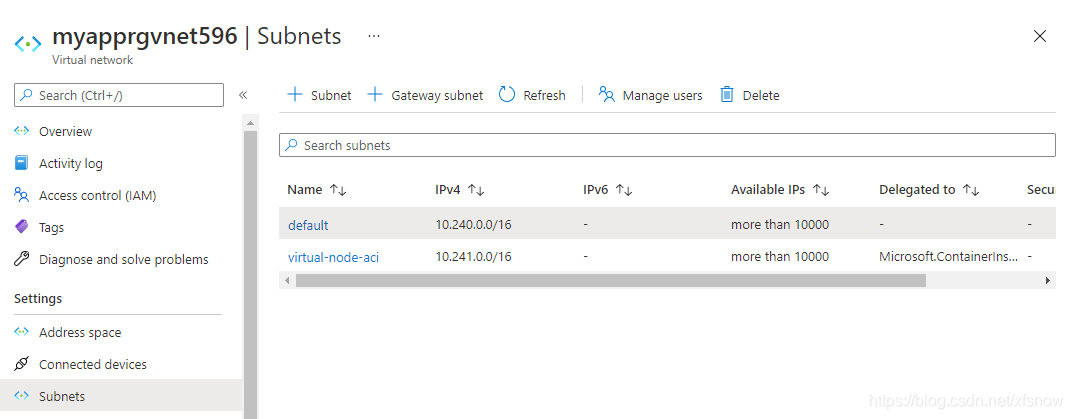 myapprgvnet596 | Subnets ...
Virtual network
Search (Ctrl+/) «
Overview
Activity log
Access control (IAM)
Tags
Diagnose and solve problems
Settings
Address space
Connected devices
Subnets
+ Subnet + Gateway subnet Refresh Manage users Delete
Search subnets
Name ↑↓ IPv4 ↑↓ IPv6 ↑↓ Available IPs ↑↓ Delegated to ↑↓ Secu
default 10.240.0.0/16 - more than 10000 - -
virtual-node-aci 10.241.0.0/16 - more than 10000 Microsoft.ContainerIns... -
https://blog.csdn.net/xfsnow